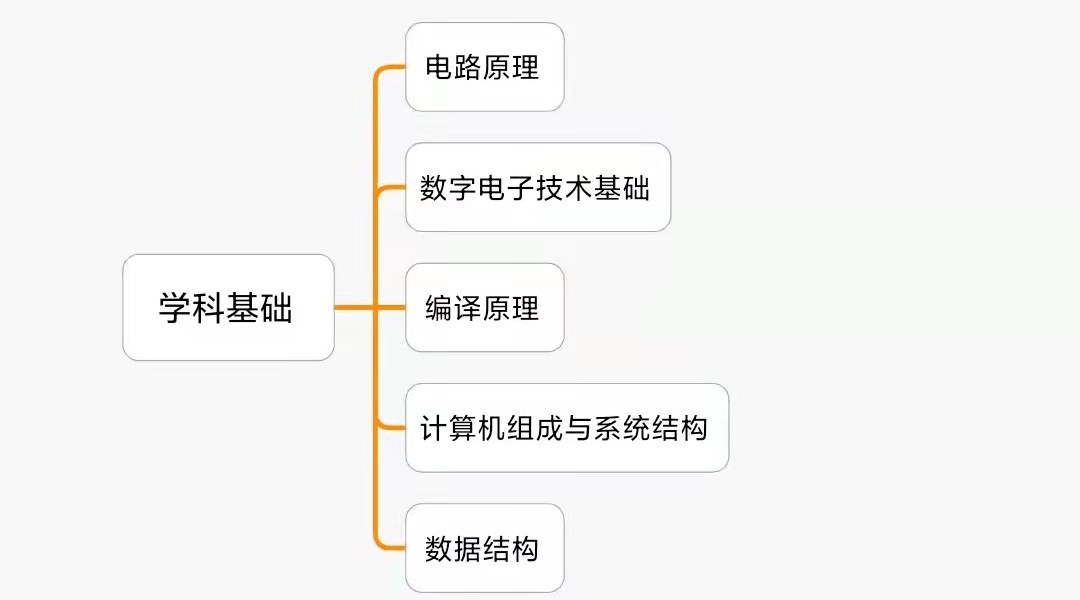 电路原理
数字电子技术基础
学科基础
编译原理
计算机组成与系统结构
数据结构